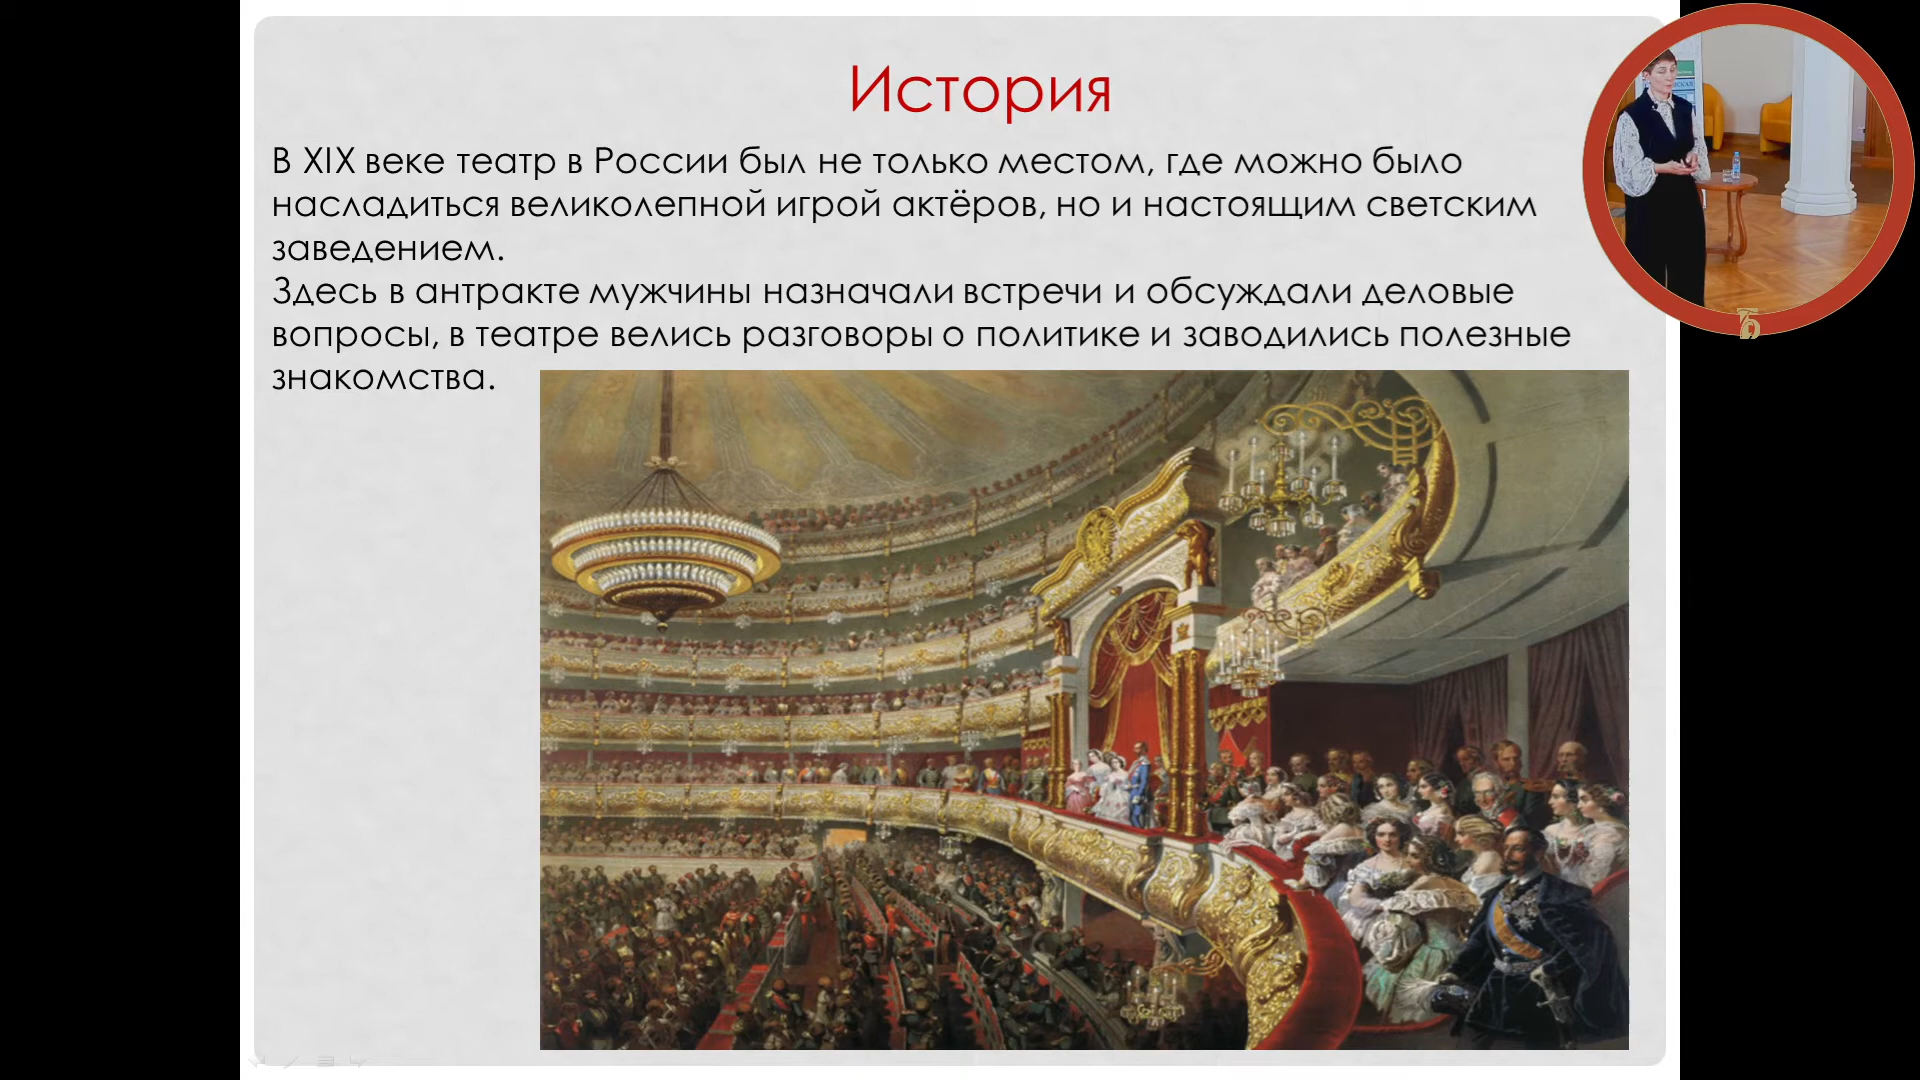 История
В XIX веке театр в России был не только местом, где можно было
насладиться великолепной игрой актёров, но и настоящим светским
заведением.
Здесь в антракте мужчины назначали встречи и обсуждали деловые
вопросы, в театре велись разговоры о политике и заводились полезные
знакомства.